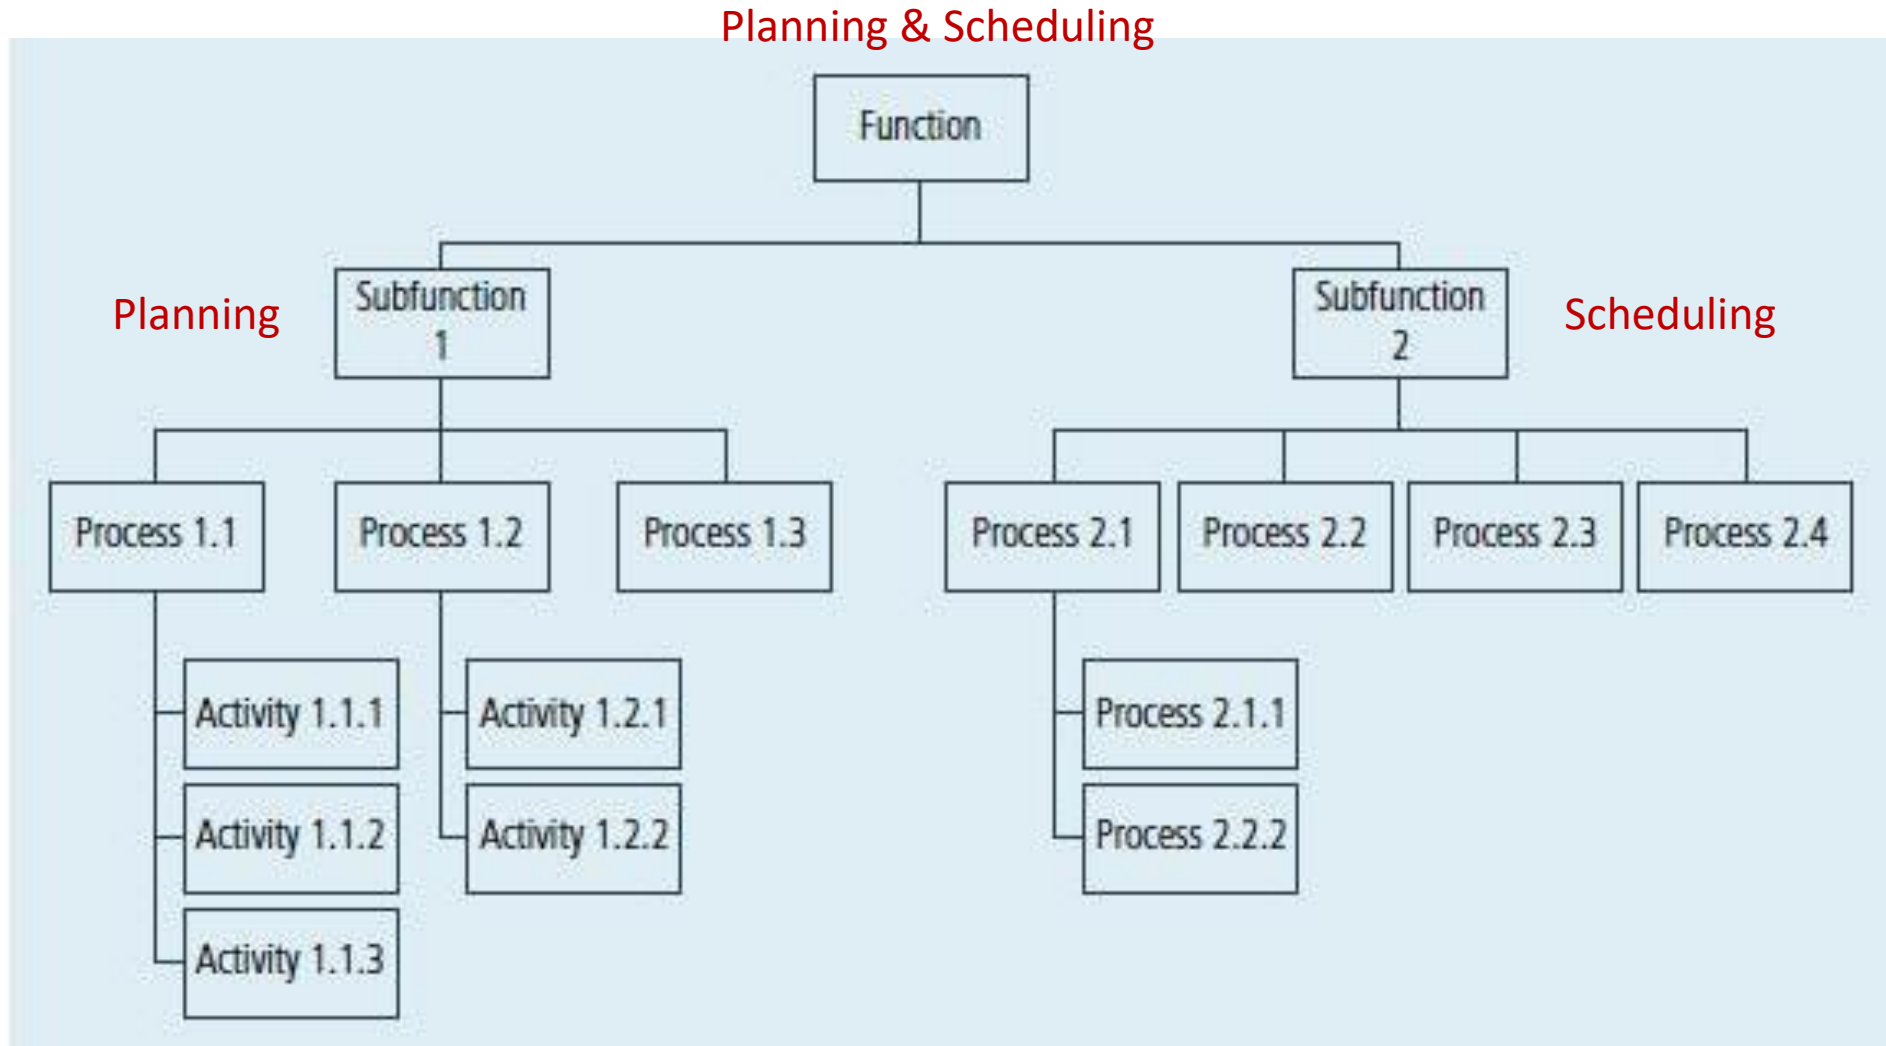 Planning & Scheduling
Function
Planning
Subfunction
1
Subfunction
2
Scheduling
Process 1.1
Process 1.2
Process 1.3
Process 2.1
Process 2.2
Process 2.3
Process 2.4
Activity 1.1.1
Activity 1.2.1
Process 2.1.1
Activity 1.1.2
Activity 1.2.2
Process 2.2.2
Activity 1.1.3